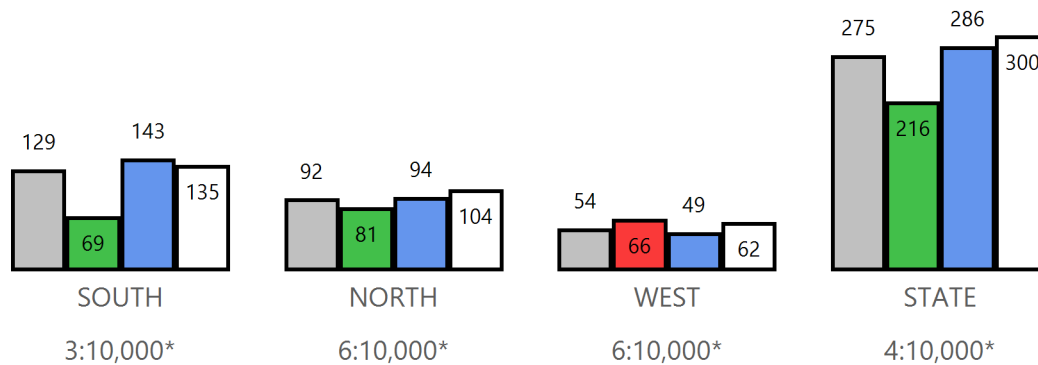 129 69 143 135
92 81 94 104
54 66 49 62
275 216 286 300
SOUTH NORTH WEST STATE
3:10,000* 6:10,000* 6:10,000* 4:10,000*